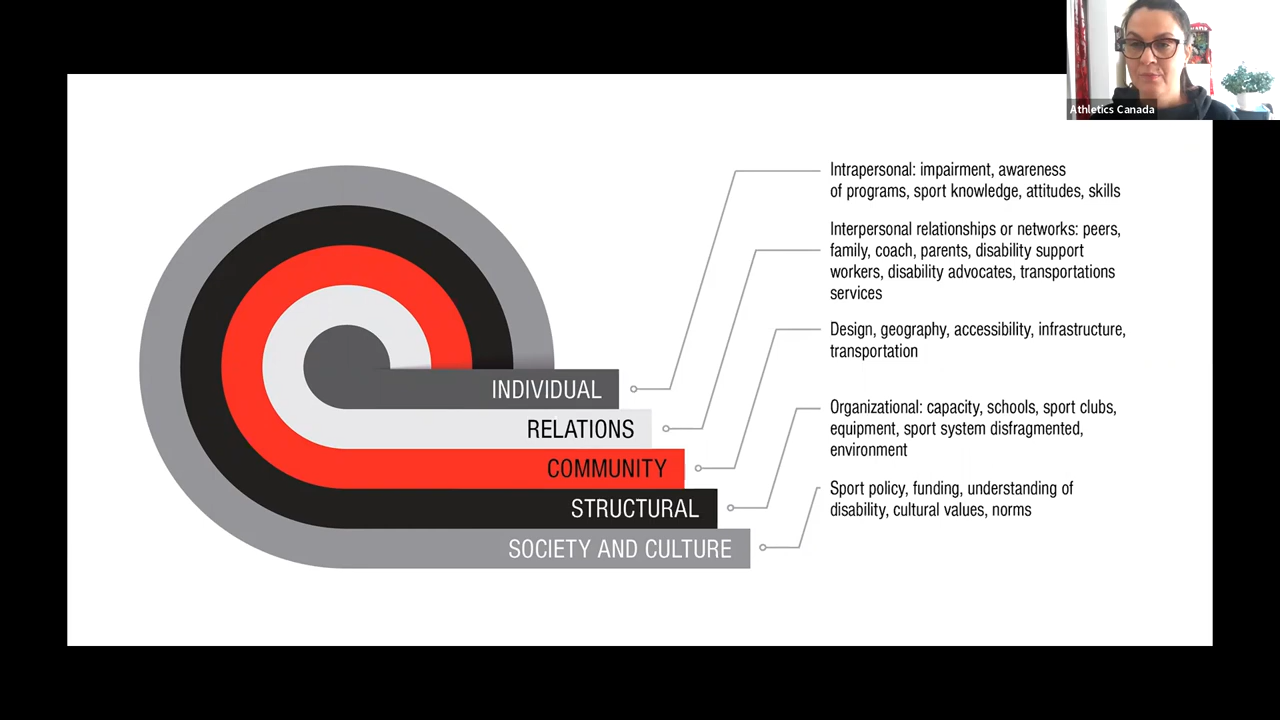 Athletics Canada
Intrapersonal: impairment, awareness
of programs, sport knowledge, attitudes, skills
Interpersonal relationships or networks: peers,
family, coach, parents, disability support
workers, disability advocates, transportations
services
Design, geography, accessibility, infrastructure,
transportation
Organizational: capacity, schools, sport clubs,
equipment, sport system disfragmented,
environment
Sport policy, funding, understanding of
disability, cultural values, norms
INDIVIDUAL
RELATIONS
COMMUNITY
STRUCTURAL
SOCIETY AND CULTURE